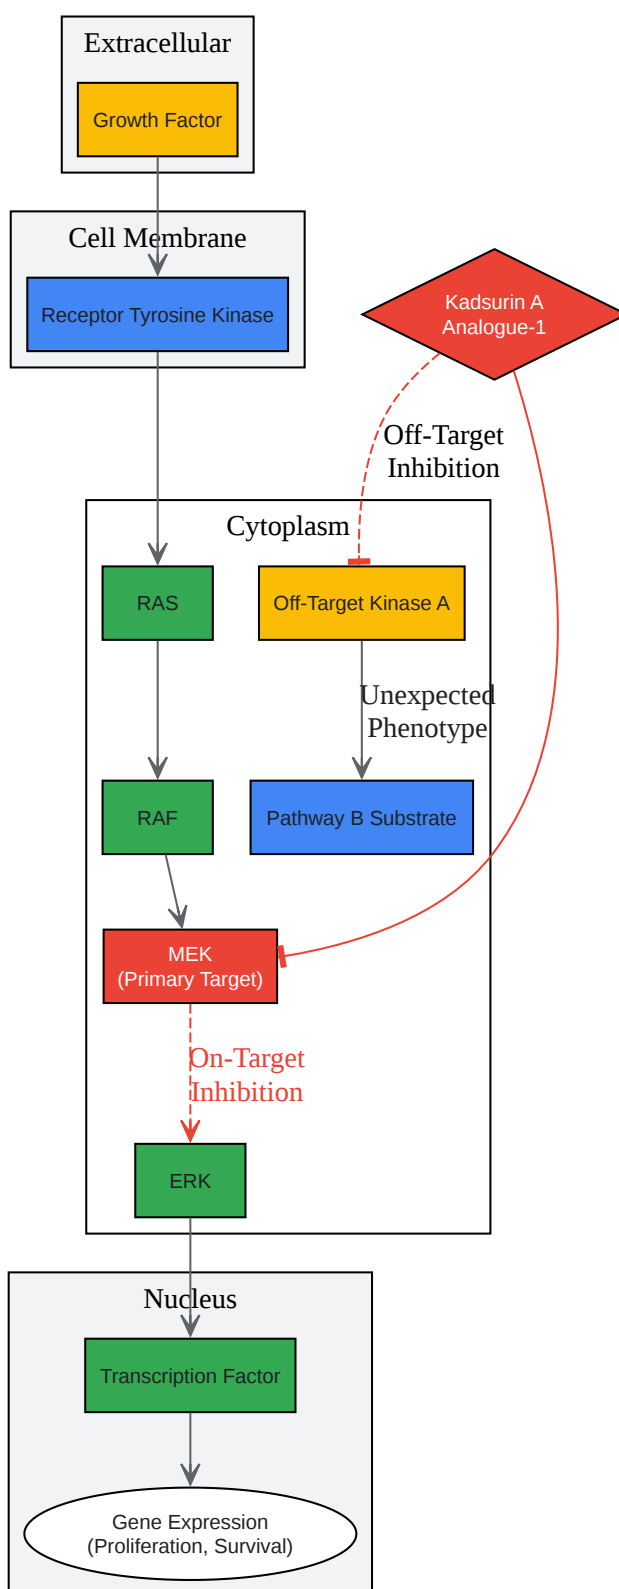 Extracellular
Growth Factor
Cell Membrane
Receptor Tyrosine Kinase
Kadsurin A
Analogue-1
Off-Target
Inhibition
Cytoplasm
RAS
Off-Target Kinase A
Unexpected
Phenotype
RAF
Pathway B Substrate
MEK
(Primary Target)
On-Target
Inhibition
ERK
Nucleus
Transcription Factor
Gene Expression
(Proliferation, Survival)